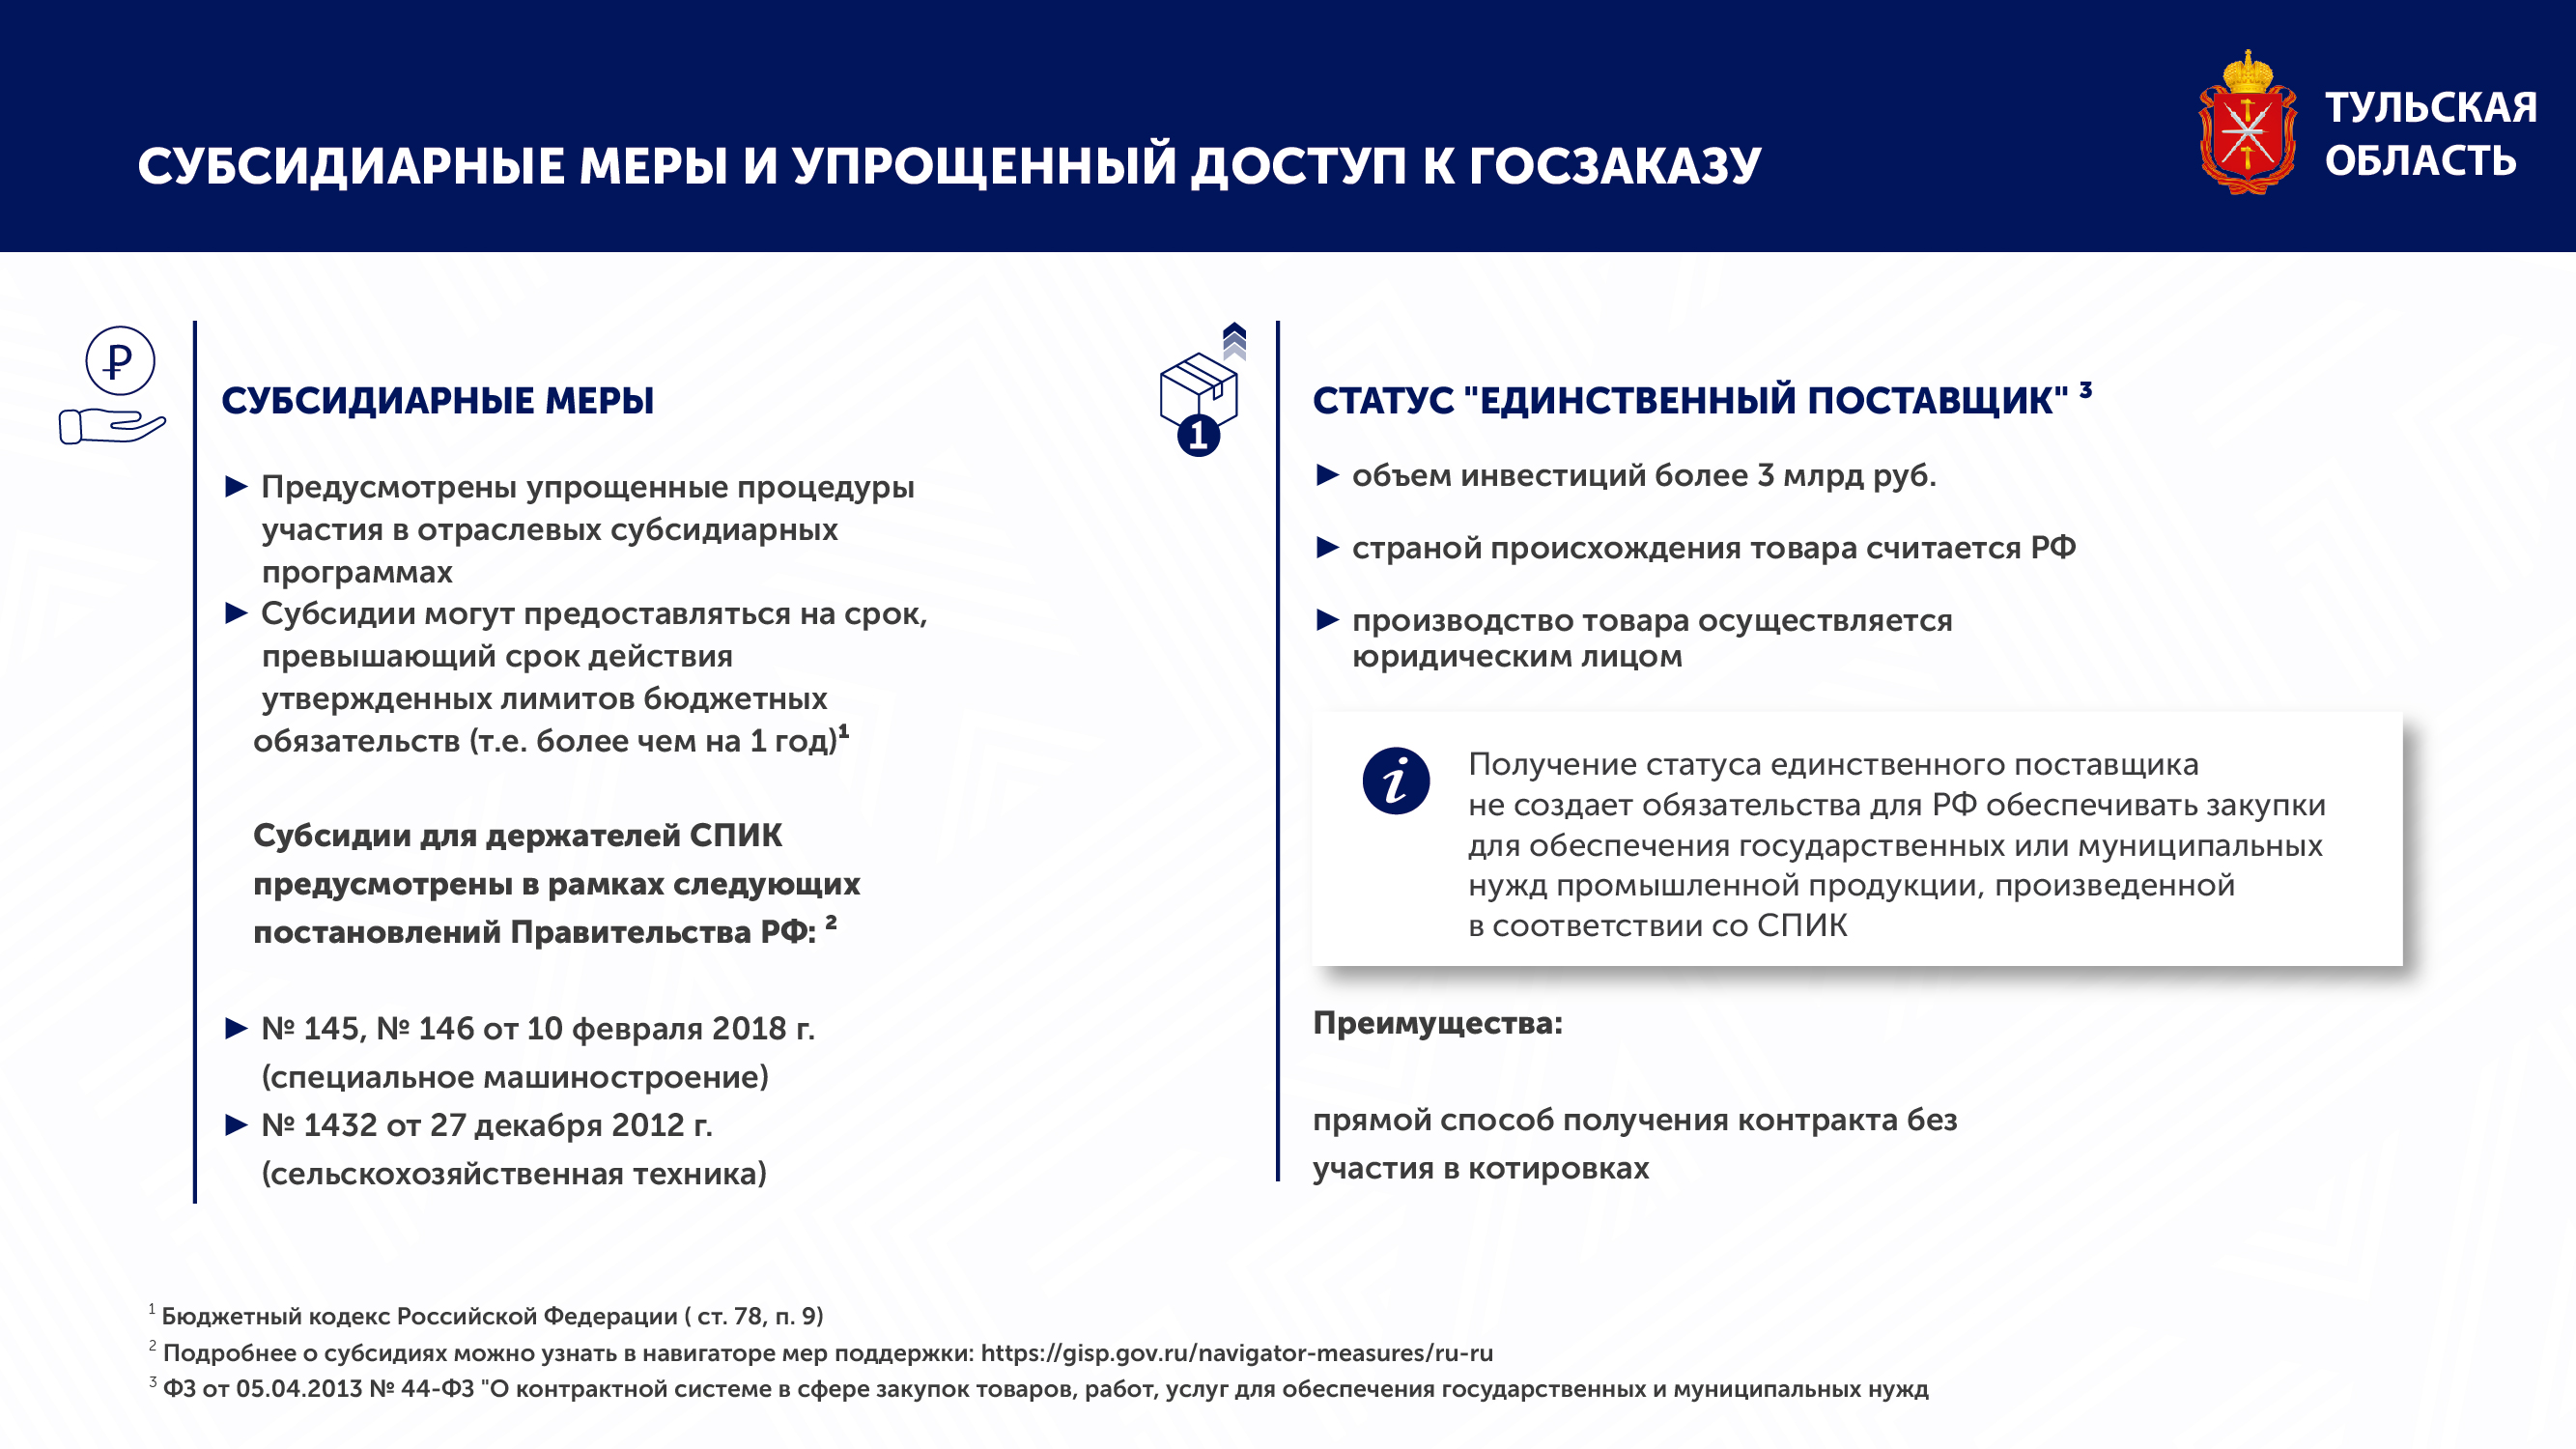 СУБСИДИАРНЫЕ МЕРЫ И УПРОЩЕННЫЙ ДОСТУП К ГОСЗАКАЗУ
ТУЛЬСКАЯ
ОБЛАСТЬ
₽
СУБСИДИАРНЫЕ МЕРЫ
► Предусмотрены упрощенные процедуры
участия в отраслевых субсидиарных
программах
► Субсидии могут предоставляться на срок,
превышающий срок действия
утвержденных лимитов бюджетных
обязательств (т.е. более чем на 1 год)¹
Субсидии для держателей СПИК
предусмотрены в рамках следующих
постановлений Правительства РФ: ²
► № 145, № 146 от 10 февраля 2018 г.
(специальное машиностроение)
► № 1432 от 27 декабря 2012 г.
(сельскохозяйственная техника)
1
СТАТУС "ЕДИНСТВЕННЫЙ ПОСТАВЩИК" ³
► объем инвестиций более 3 млрд руб.
► страной происхождения товара считается РФ
► производство товара осуществляется
юридическим лицом
i
Получение статуса единственного поставщика
не создает обязательства для РФ обеспечивать закупки
для обеспечения государственных или муниципальных
нужд промышленной продукции, произведенной
в соответствии со СПИК
Преимущества:
прямой способ получения контракта без
участия в котировках
¹ Бюджетный кодекс Российской Федерации ( ст. 78, п. 9)
² Подробнее о субсидиях можно узнать в навигаторе мер поддержки: https://gisp.gov.ru/navigator-measures/ru-ru
³ ФЗ от 05.04.2013 № 44-ФЗ "О контрактной системе в сфере закупок товаров, работ, услуг для обеспечения государственных и муниципальных нужд